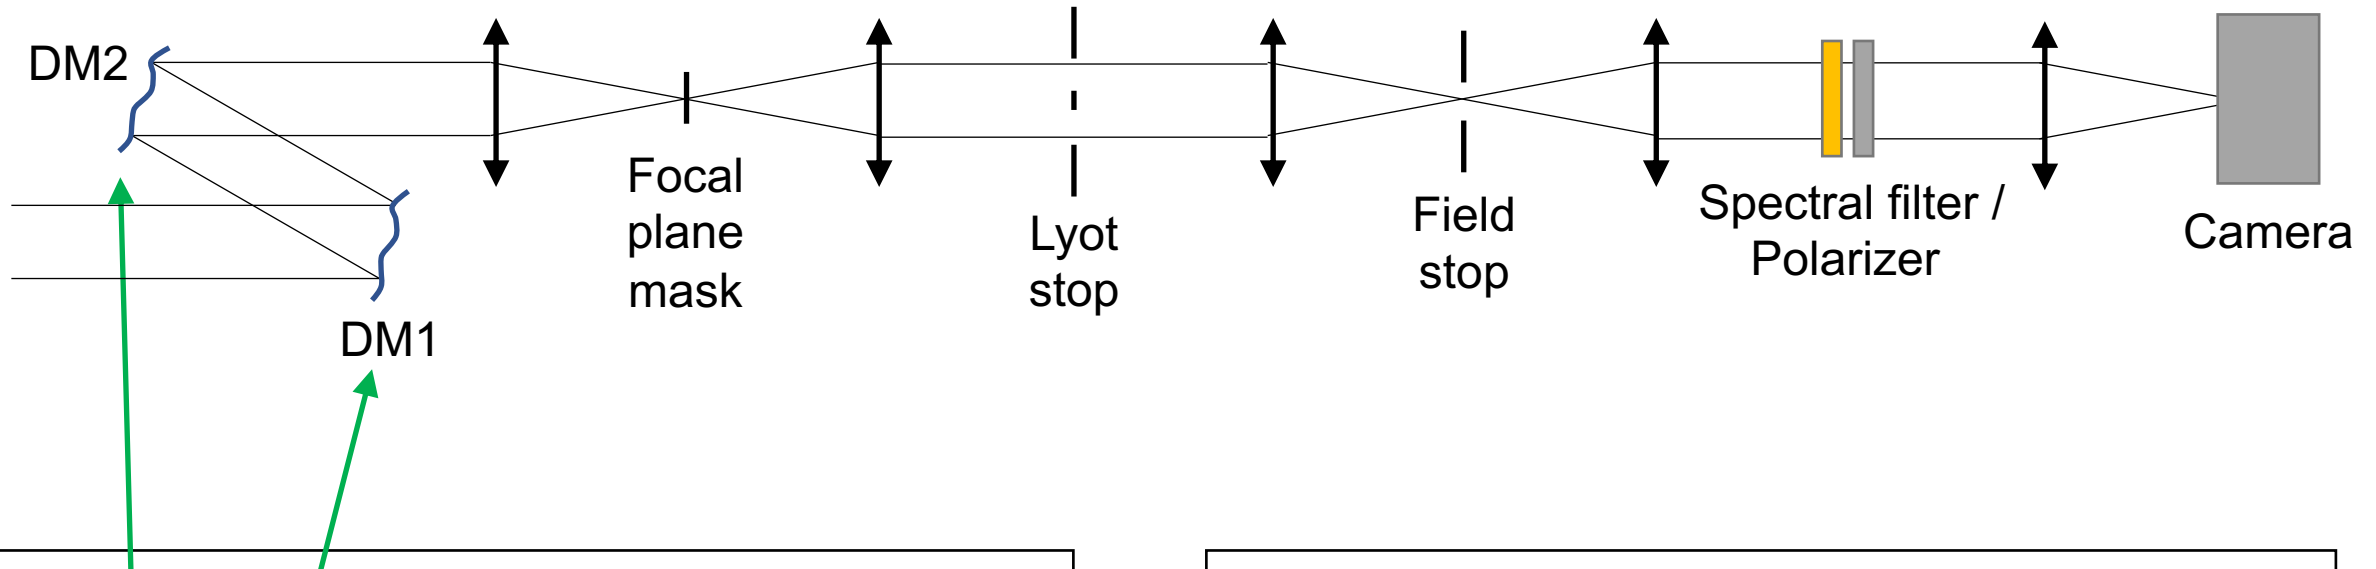 DM2
DM1
Focal
plane
mask
Lyot
stop
Field
stop
Spectral filter /
Polarizer
Camera